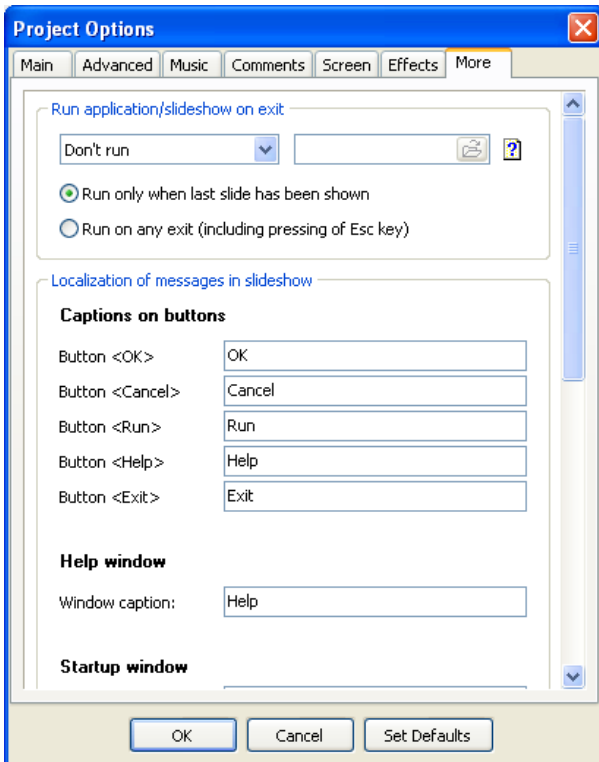 Project Options
Main Advanced Music Comments Screen Effects More
Run application/slideshow on exit
Don't run
Run only when last slide has been shown
Run on any exit (including pressing of Esc key)
Localization of messages in slideshow
Captions on buttons
Button <OK> OK
Button <Cancel> Cancel
Button <Run> Run
Button <Help> Help
Button <Exit> Exit
Help window
Window caption: Help
Startup window
OK Cancel Set Defaults